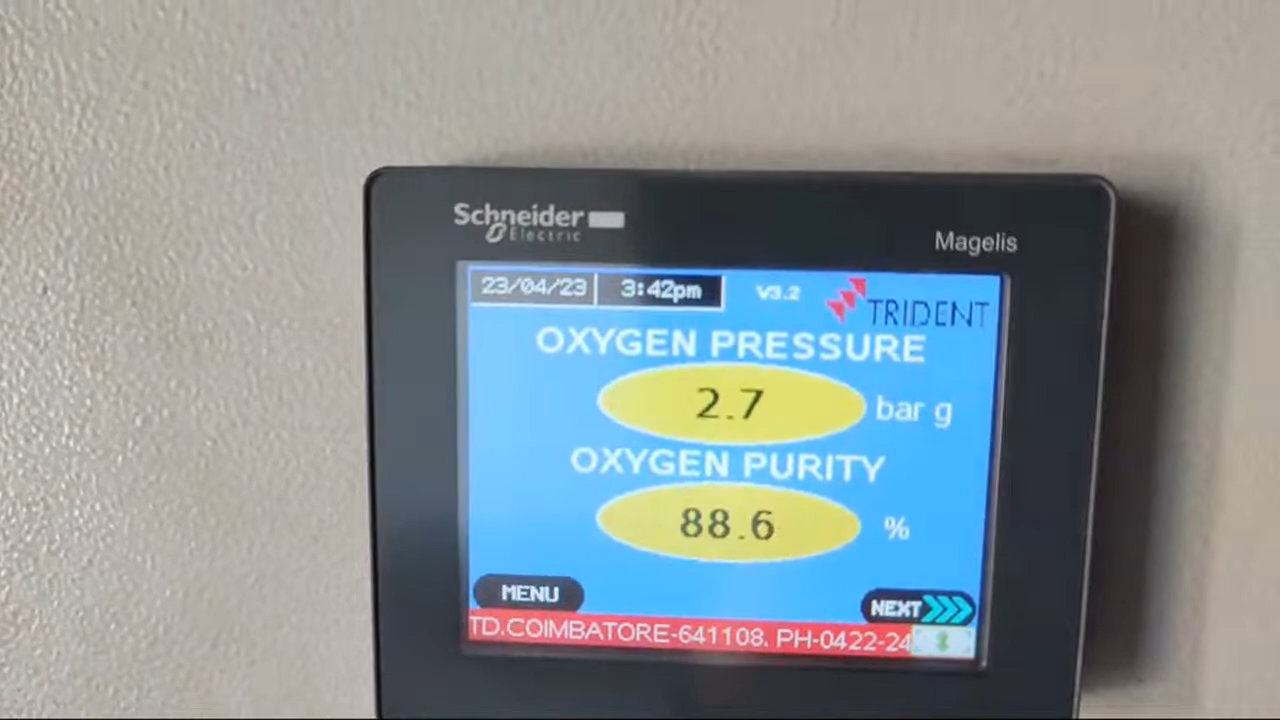 Schneider
Electric
Magelis
23/04/23 3:42pm V3.2 TRIDENT
OXYGEN PRESSURE
2.7 bar g
OXYGEN PURITY
88.6 %
MENU NEXT
TD.COIMBATORE-641108. PH-0422-24